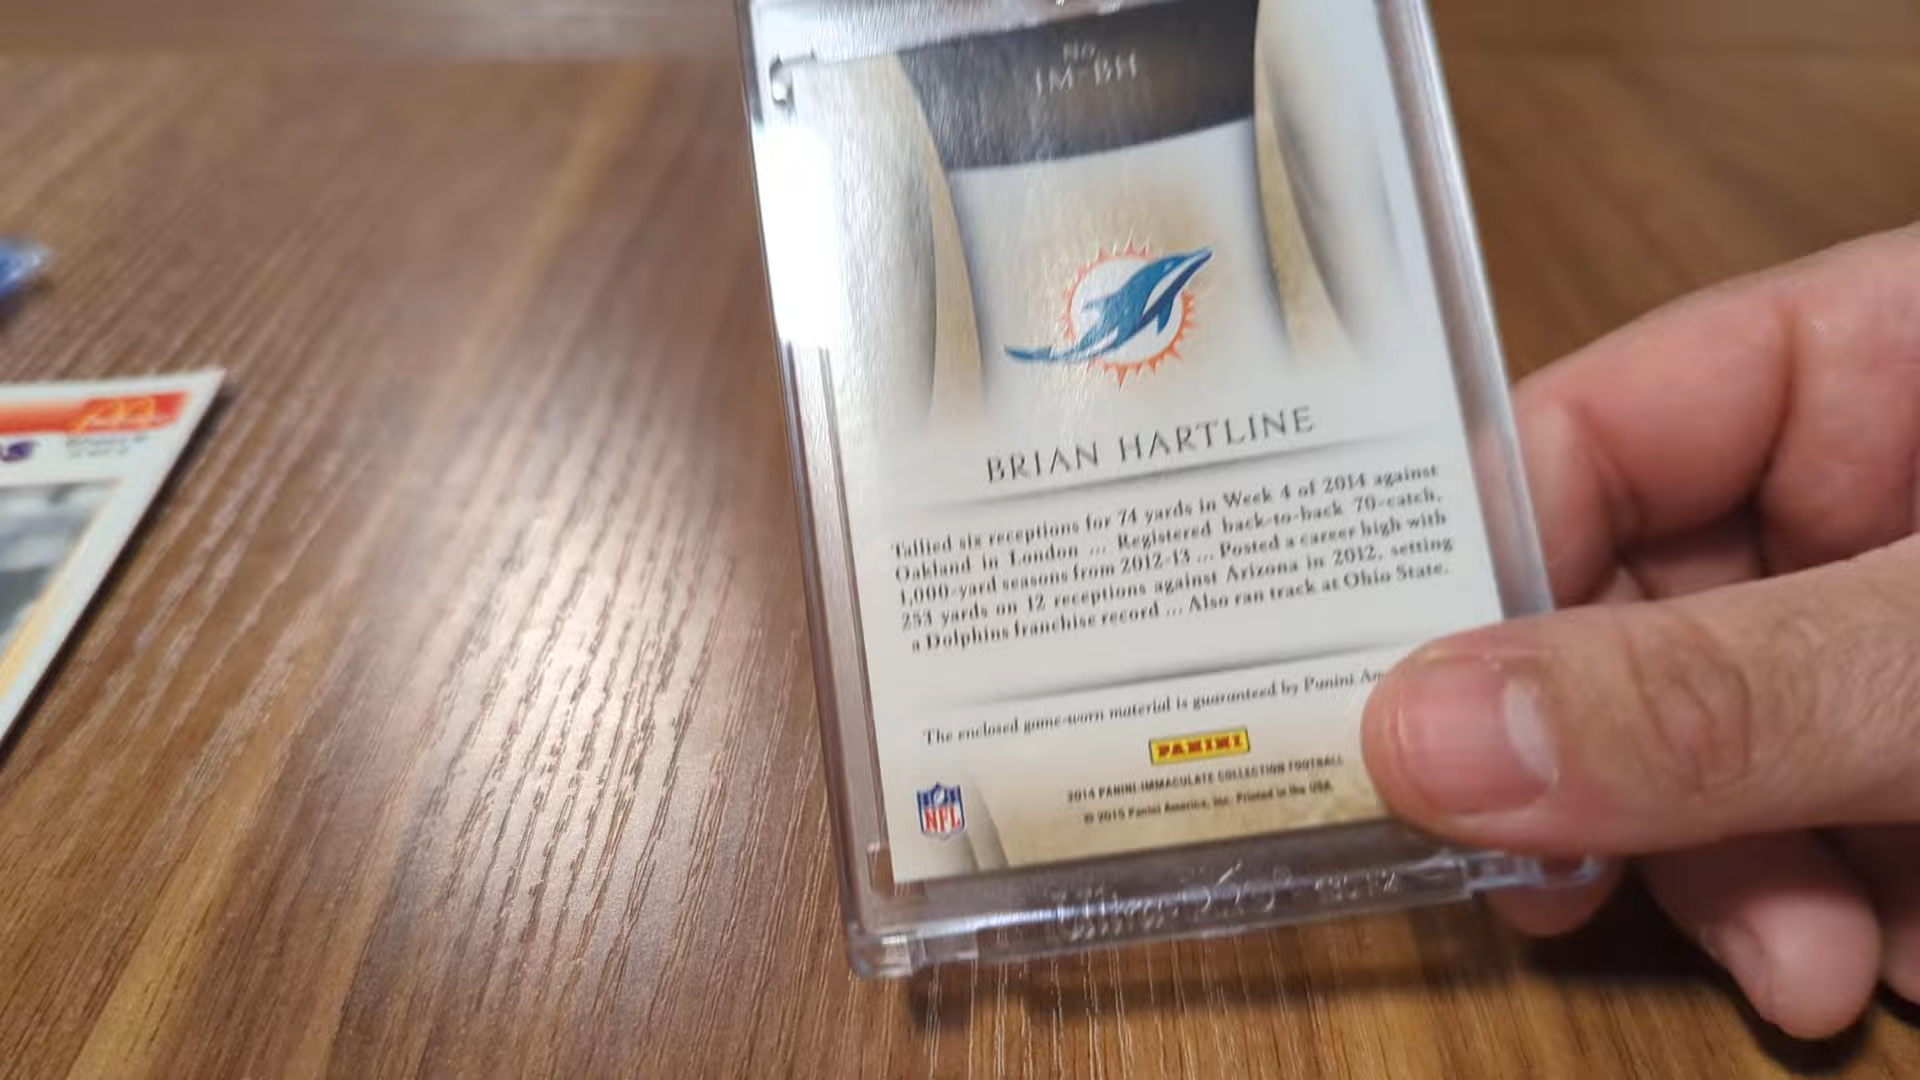 No.
IM-BH
BRIAN HARTLINE
Tallied six receptions for 74 yards in Week 4 of 2014 against
Oakland in London ... Registered back-to-back 70-catch,
1,000-yard seasons from 2012-13 ... Posted a career high with
253 yards on 12 receptions against Arizona in 2012, setting
a Dolphins franchise record ... Also ran track at Ohio State.
The enclosed game-worn material is guaranteed by Panini
PANINI
NFL
2014 PANINI-IMMACULATE COLLECTION FOOTBALL
© 2015 Panini America, Inc. Printed in the USA.